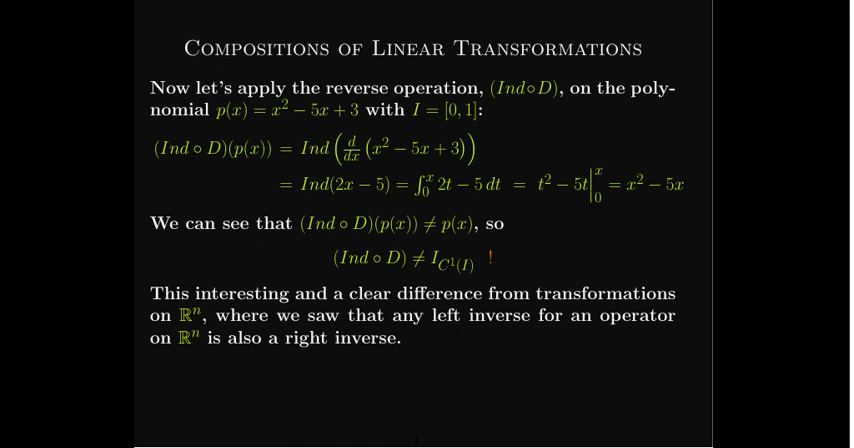 Compositions of Linear Transformations
Now let's apply the reverse operation, (Ind∘D), on the poly-
nomial p(x) = x² − 5x + 3 with I = [0, 1]:
(Ind ∘ D)(p(x)) = Ind (d/dx (x² − 5x + 3))
= Ind(2x − 5) = ∫₀ˣ 2t − 5 dt = t² − 5t|₀ˣ = x² − 5x
We can see that (Ind ∘ D)(p(x)) ≠ p(x), so
(Ind ∘ D) ≠ I_{C¹(I)} !
This interesting and a clear difference from transformations
on ℝⁿ, where we saw that any left inverse for an operator
on ℝⁿ is also a right inverse.